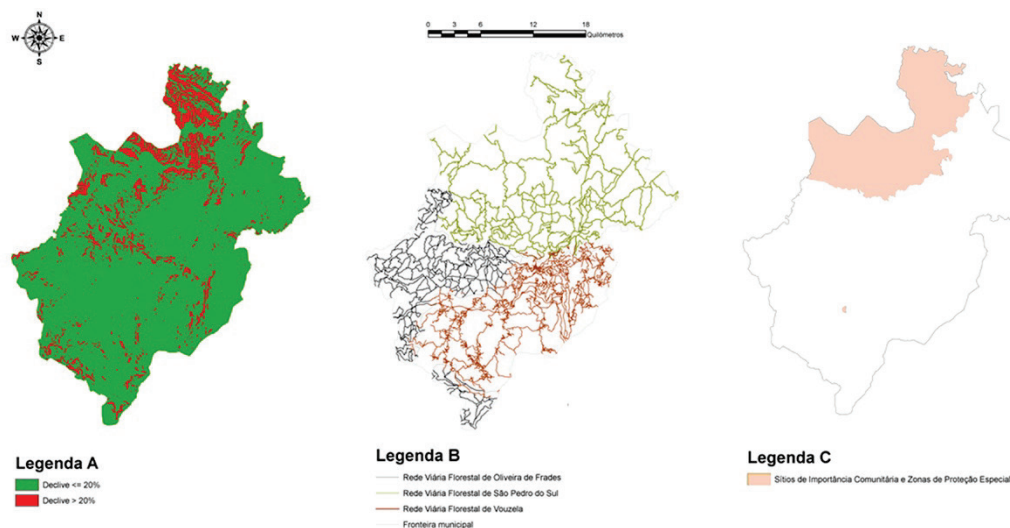 N
W E
S
0 3 6 12 18
Quilómetros
Legenda A
Declive <= 20%
Declive > 20%
Legenda B
Rede Viária Florestal de Oliveira de Frades
Rede Viária Florestal de São Pedro do Sul
Rede Viária Florestal de Vouzela
Fronteira municipal
Legenda C
Sítios de Importância Comunitária e Zonas de Proteção Especial